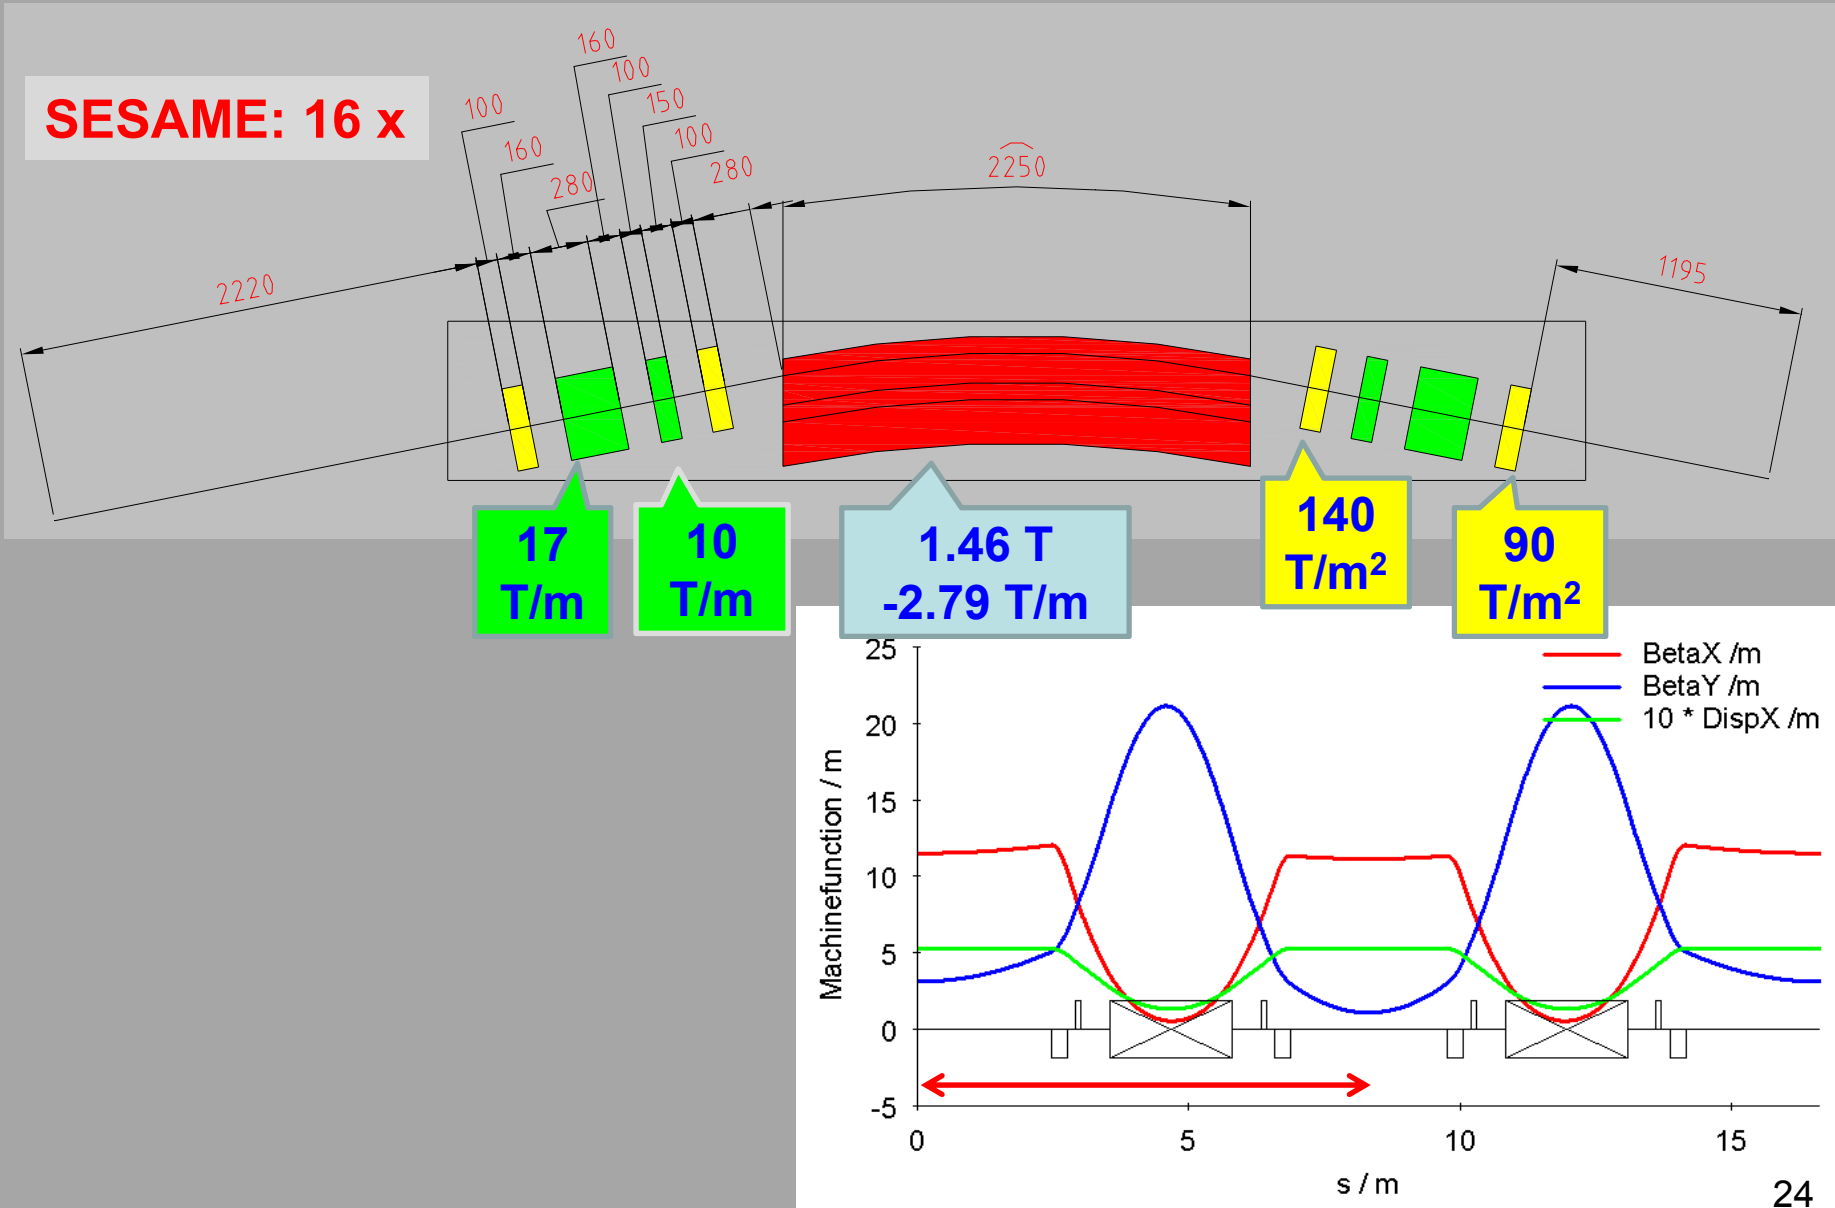 SESAME: 16 x
160
100
100
150
160
100
280
280
2250
2220
1195
17
T/m
10
T/m
1.46 T
-2.79 T/m
140
T/m²
90
T/m²
25
20
15
10
5
0
-5
Machinefunction / m
BetaX /m
BetaY /m
10 * DispX /m
0
5
10
15
s / m
24